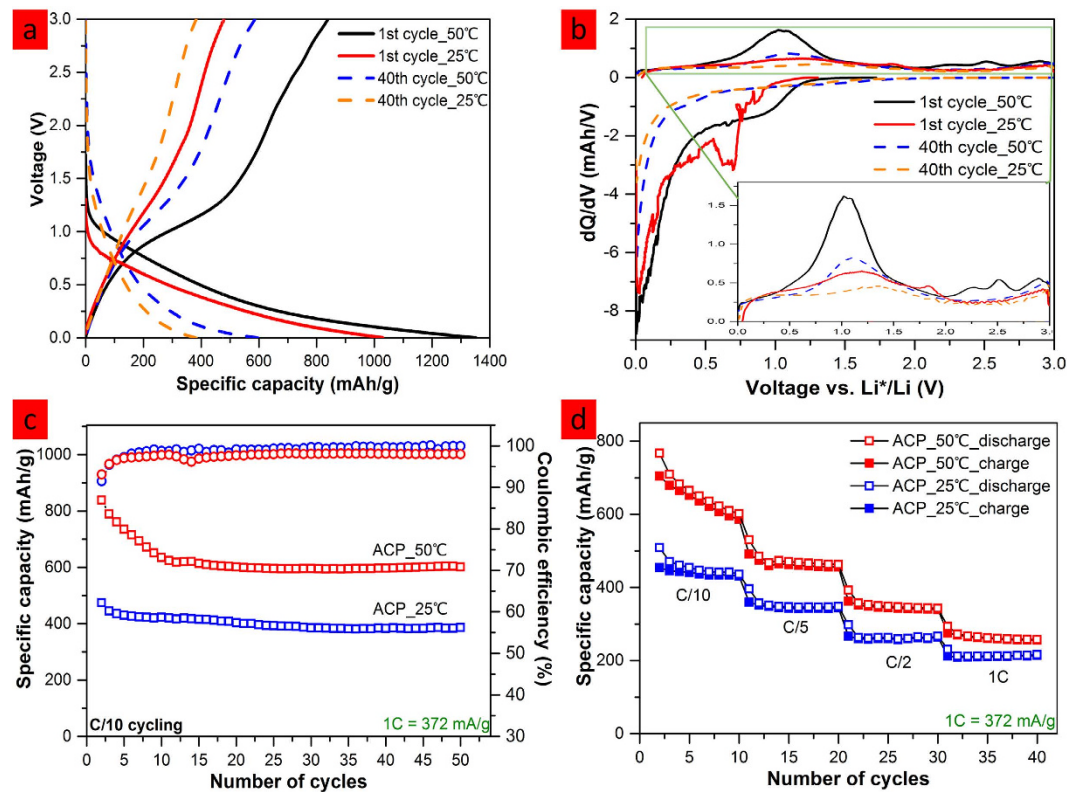 a
3.0
2.5
2.0
1.5
1.0
0.5
0.0
Voltage (V)
1st cycle_50℃
1st cycle_25℃
40th cycle_50℃
40th cycle_25℃
0
200
400
600
800
1000
1200
1400
Specific capacity (mAh/g)
b
2
0
-2
-4
-6
-8
dQ/dV (mAh/V)
1st cycle_50℃
1st cycle_25℃
40th cycle_50℃
40th cycle_25℃
1.5
1.0
0.5
0.0
0.0
0.5
1.0
1.5
2.0
2.5
3.0
0.0
0.5
1.0
1.5
2.0
2.5
3.0
Voltage vs. Li*/Li (V)
c
1000
800
600
400
200
0
Specific capacity (mAh/g)
ACP_50℃
ACP_25℃
C/10 cycling
1C = 372 mA/g
100
90
80
70
60
50
40
30
Coulombic efficiency (%)
0
5
10
15
20
25
30
35
40
45
50
Number of cycles
d
800
600
400
200
0
Specific capacity (mAh/g)
ACP_50℃_discharge
ACP_50℃_charge
ACP_25℃_discharge
ACP_25℃_charge
C/10
C/5
C/2
1C
1C = 372 mA/g
0
5
10
15
20
25
30
35
40
Number of cycles